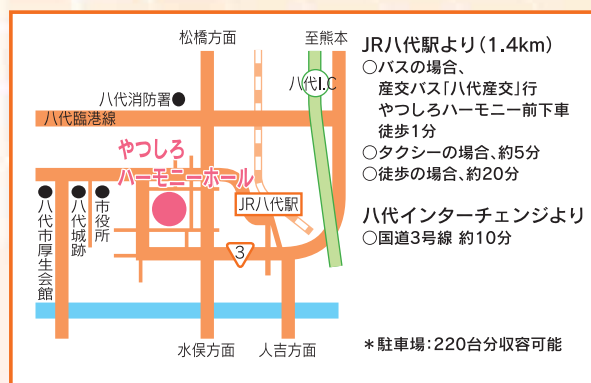 松橋方面
至熊本
八代I.C
八代消防署
八代臨港線
やつしろ
ハーモニーホール
JR八代駅
市役所
八代城跡
八代市厚生会館
3
水俣方面
人吉方面
JR八代駅より(1.4km)
○バスの場合、
産交バス「八代産交」行
やつしろハーモニー前下車
徒歩1分
○タクシーの場合、約5分
○徒歩の場合、約20分
八代インターチェンジより
○国道3号線 約10分
*駐車場:220台分収容可能